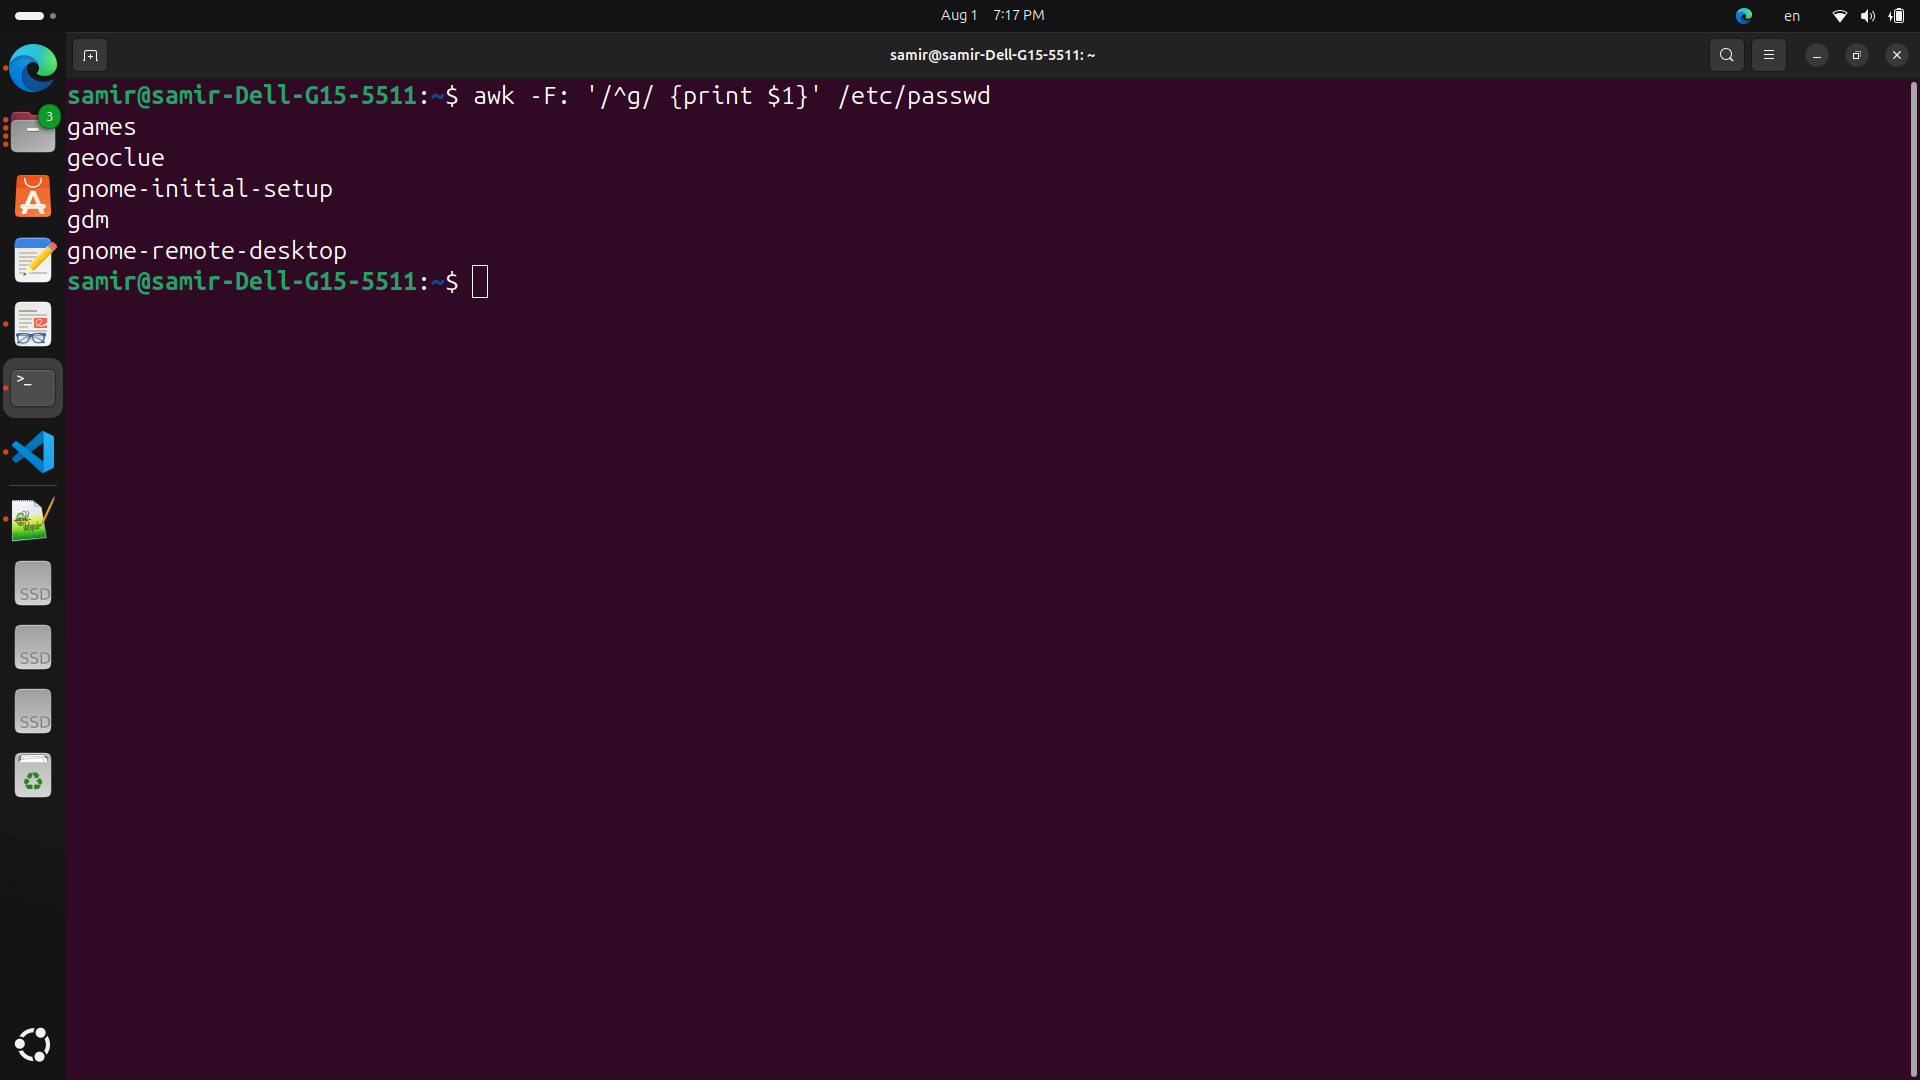 Aug 1 7:17 PM
en
samir@samir-Dell-G15-5511: ~
samir@samir-Dell-G15-5511:~$ awk -F: '/^g/ {print $1}' /etc/passwd
games
geoclue
gnome-initial-setup
gdm
gnome-remote-desktop
samir@samir-Dell-G15-5511:~$
3
>_
SSD
SSD
SSD